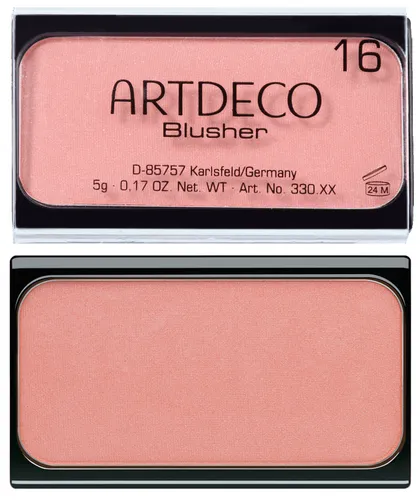 16
ARTDECO
Blusher
D-85757 Karlsfeld/Germany
5g · 0.17 OZ. Net. WT · Art. No. 330.XX
24 M